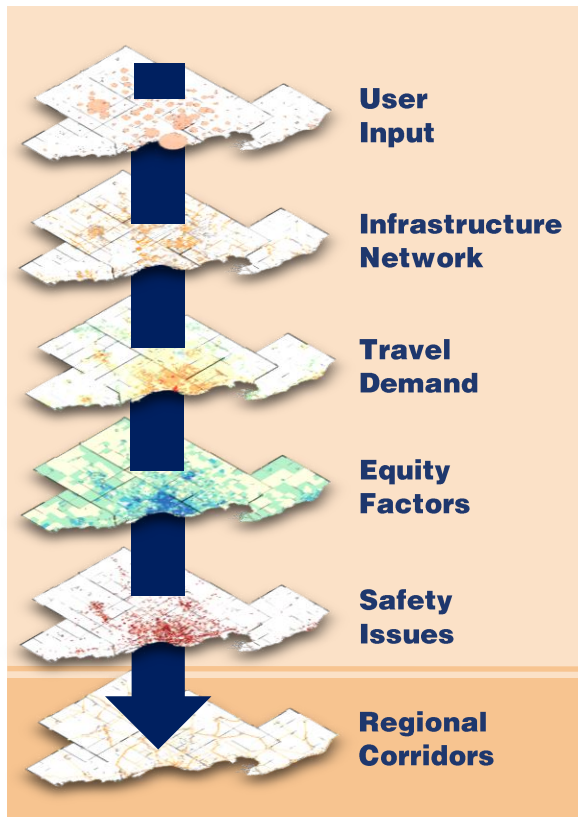 User
Input
Infrastructure
Network
Travel
Demand
Equity
Factors
Safety
Issues
Regional
Corridors